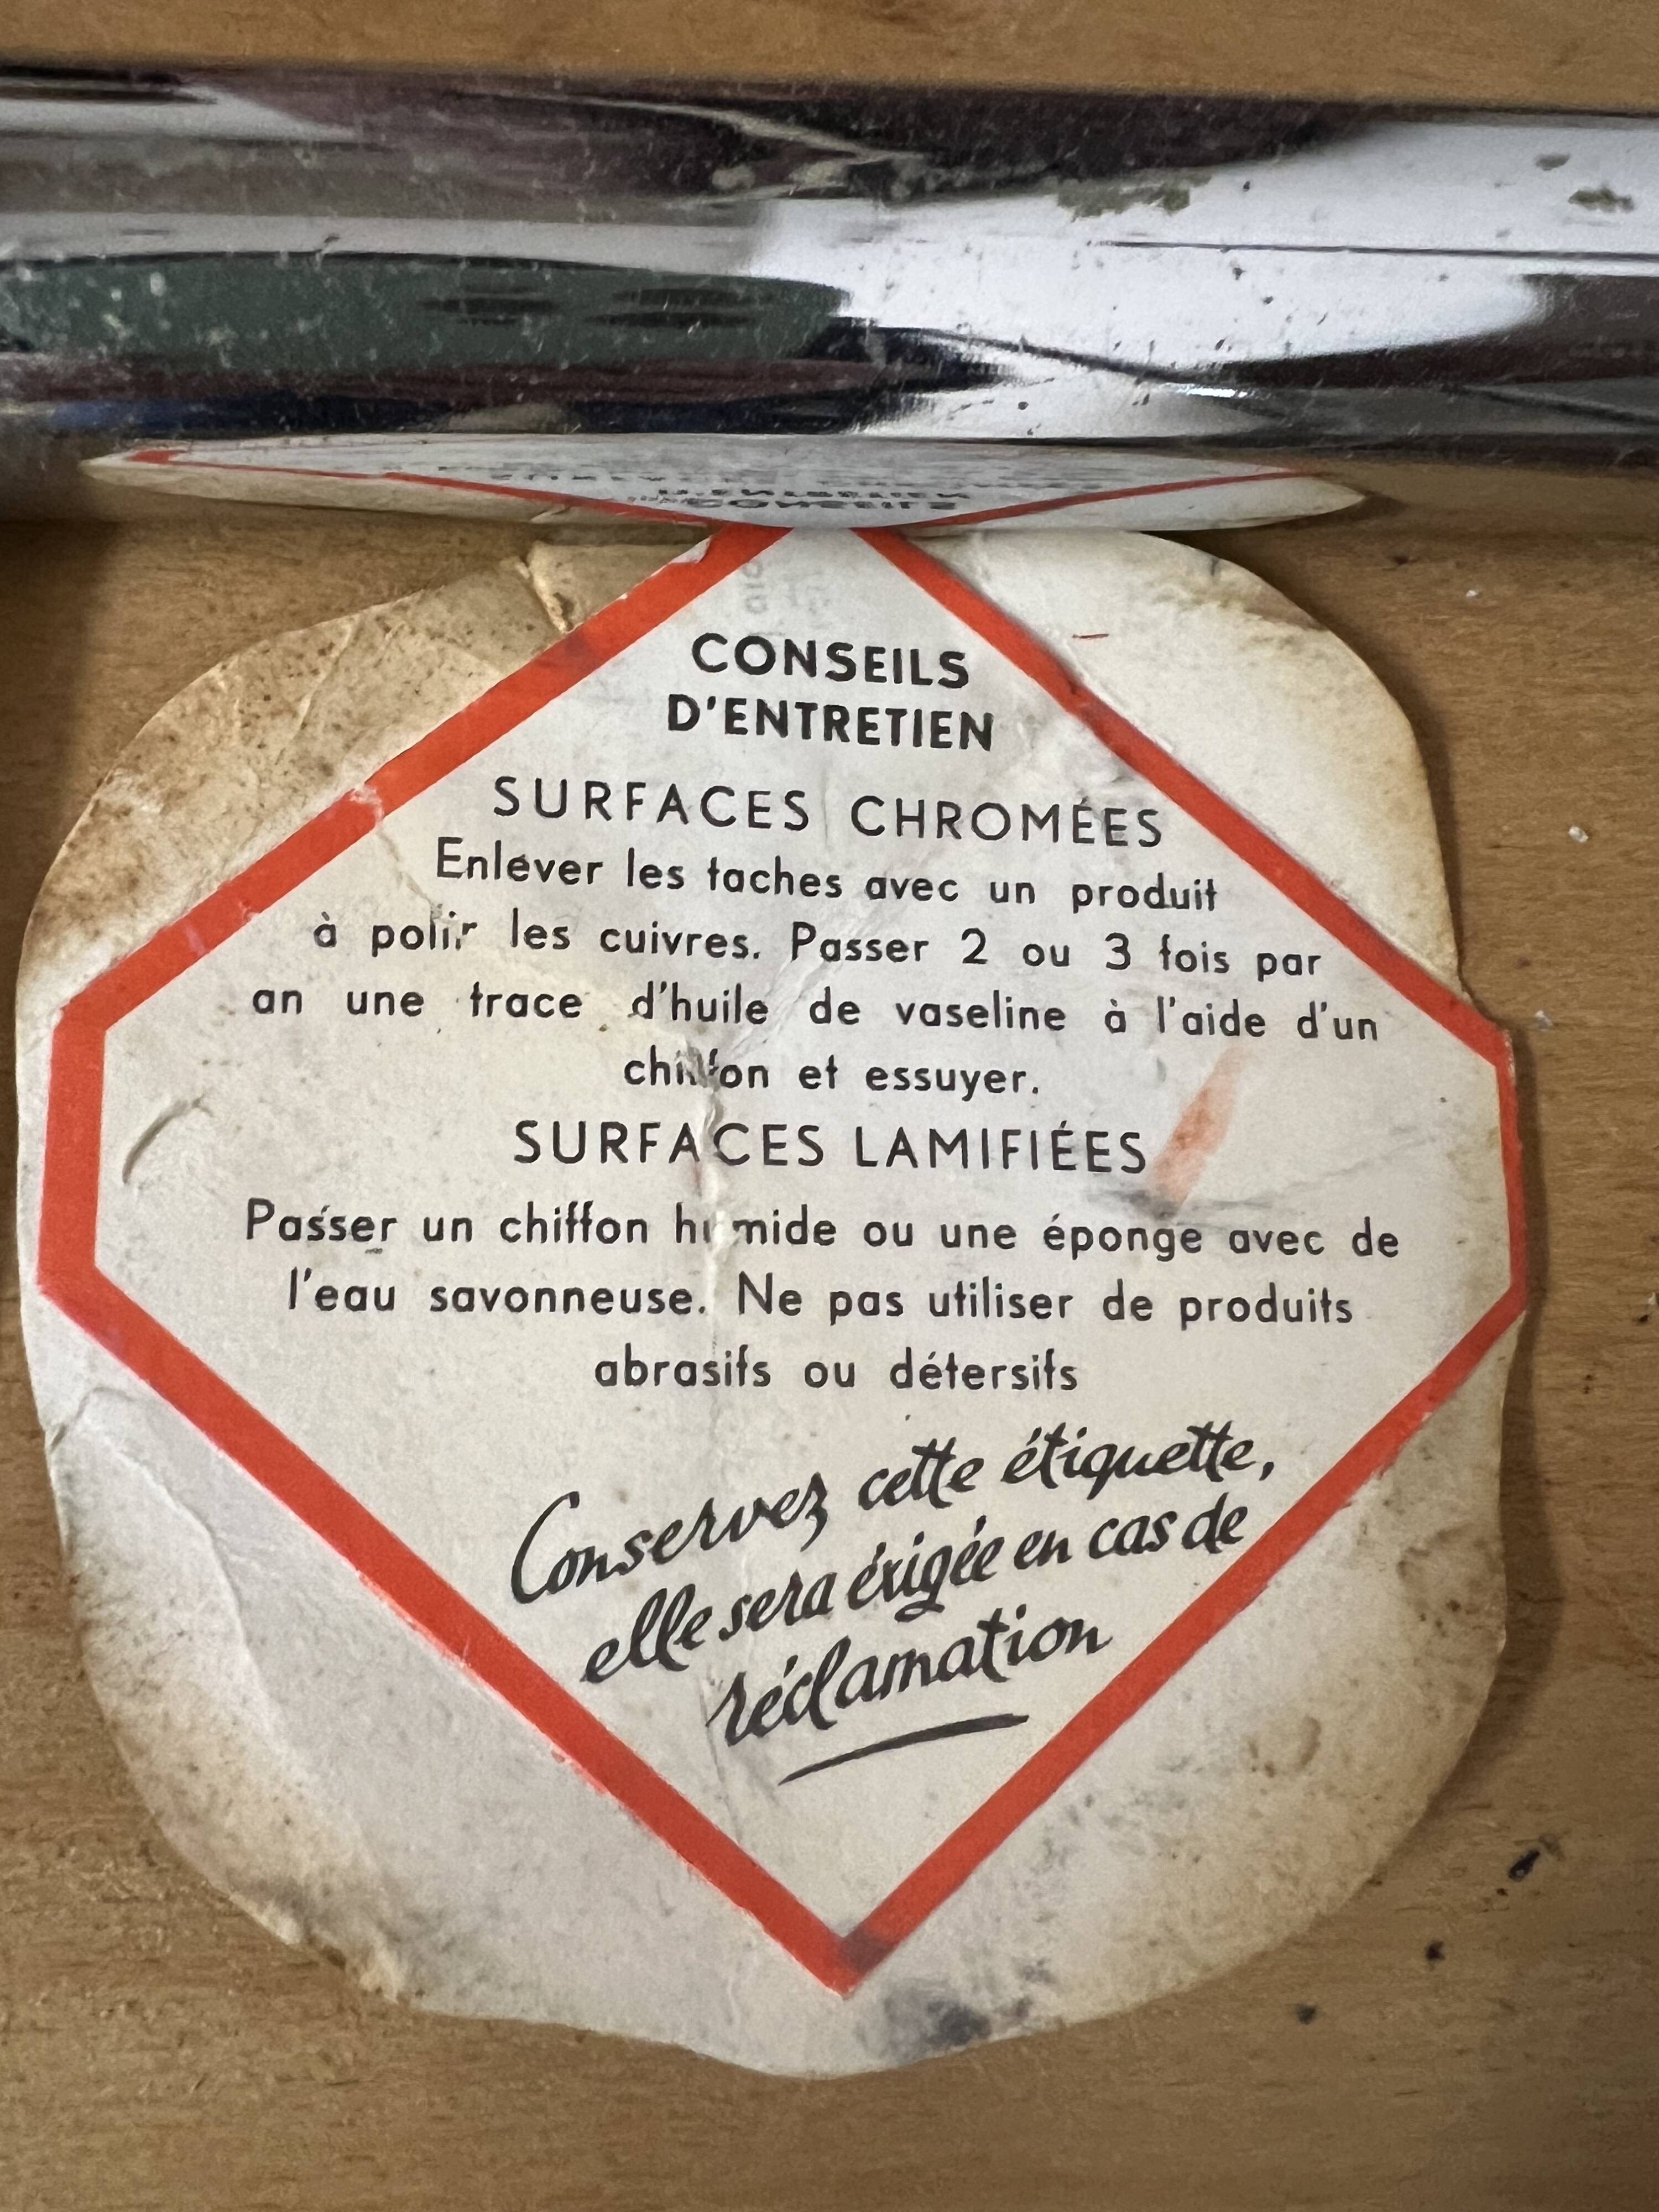 CONSEILS
D'ENTRETIEN
CONSEILS
D'ENTRETIEN
SURFACES CHROMÉES
Enlever les taches avec un produit
à polir les cuivres. Passer 2 ou 3 fois par
an une trace d'huile de vaseline à l'aide d'un
chiffon et essuyer.
SURFACES LAMIFIÉES
Passer un chiffon humide ou une éponge avec de
l'eau savonneuse. Ne pas utiliser de produits
abrasifs ou détersifs
Conservez cette étiquette,
elle sera éxigée en cas de
réclamation